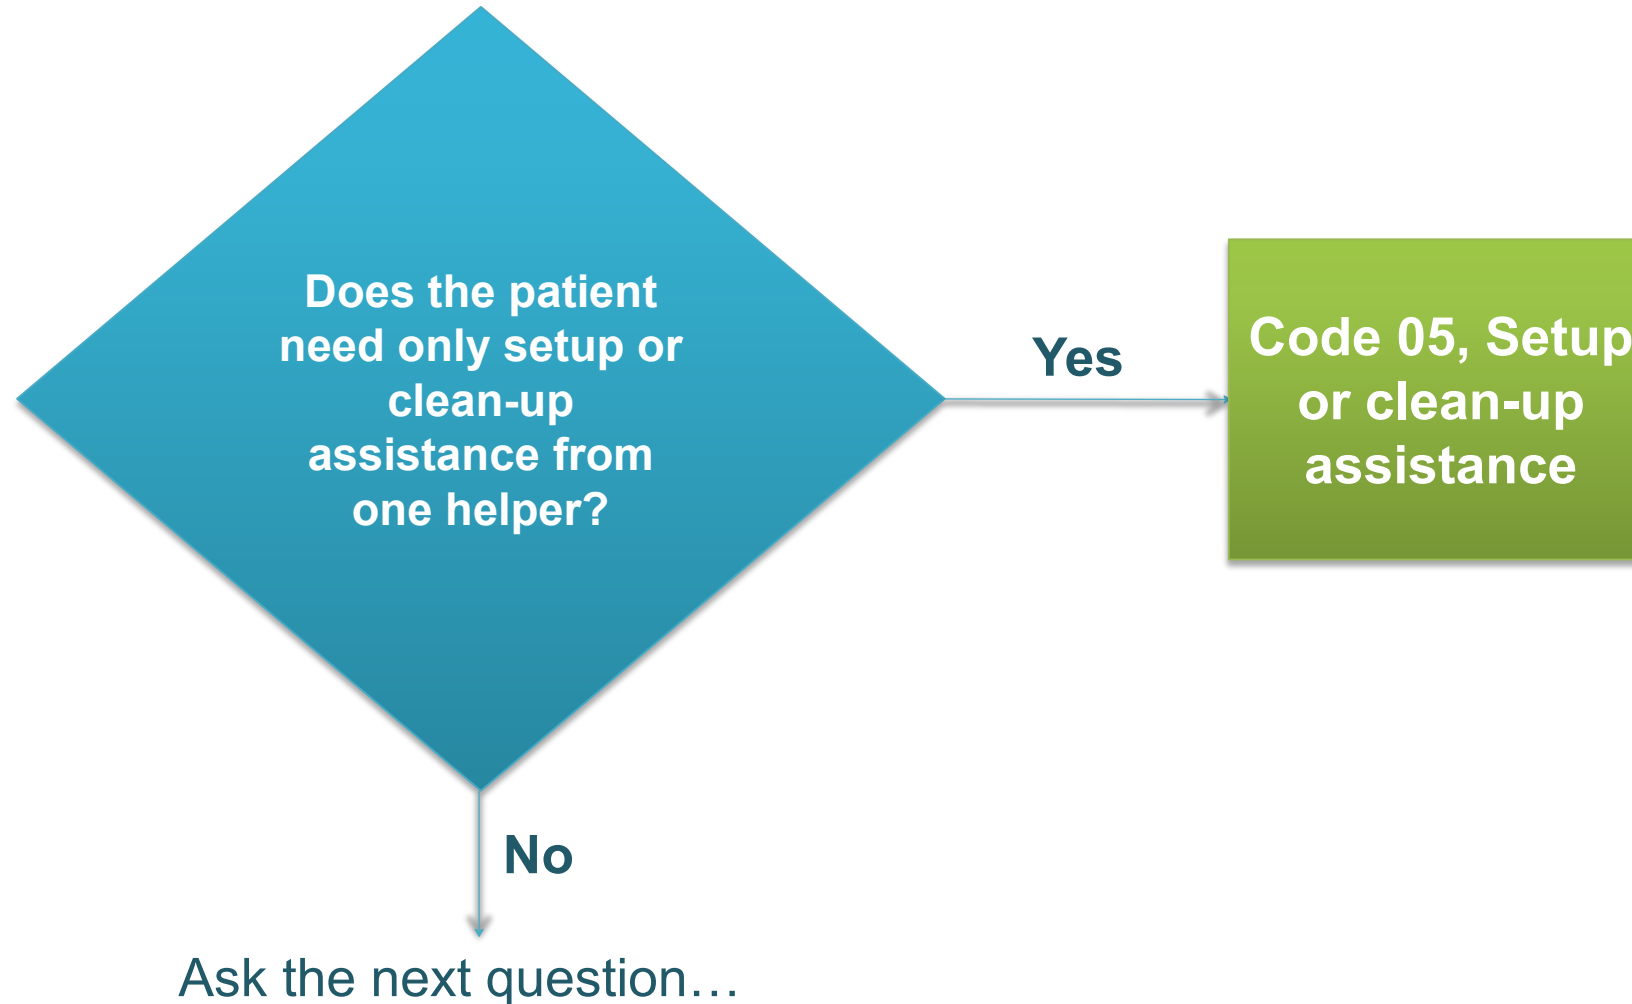 Does the patient
need only setup or
clean-up
assistance from
one helper?
Yes
Code 05, Setup
or clean-up
assistance
No
Ask the next question…